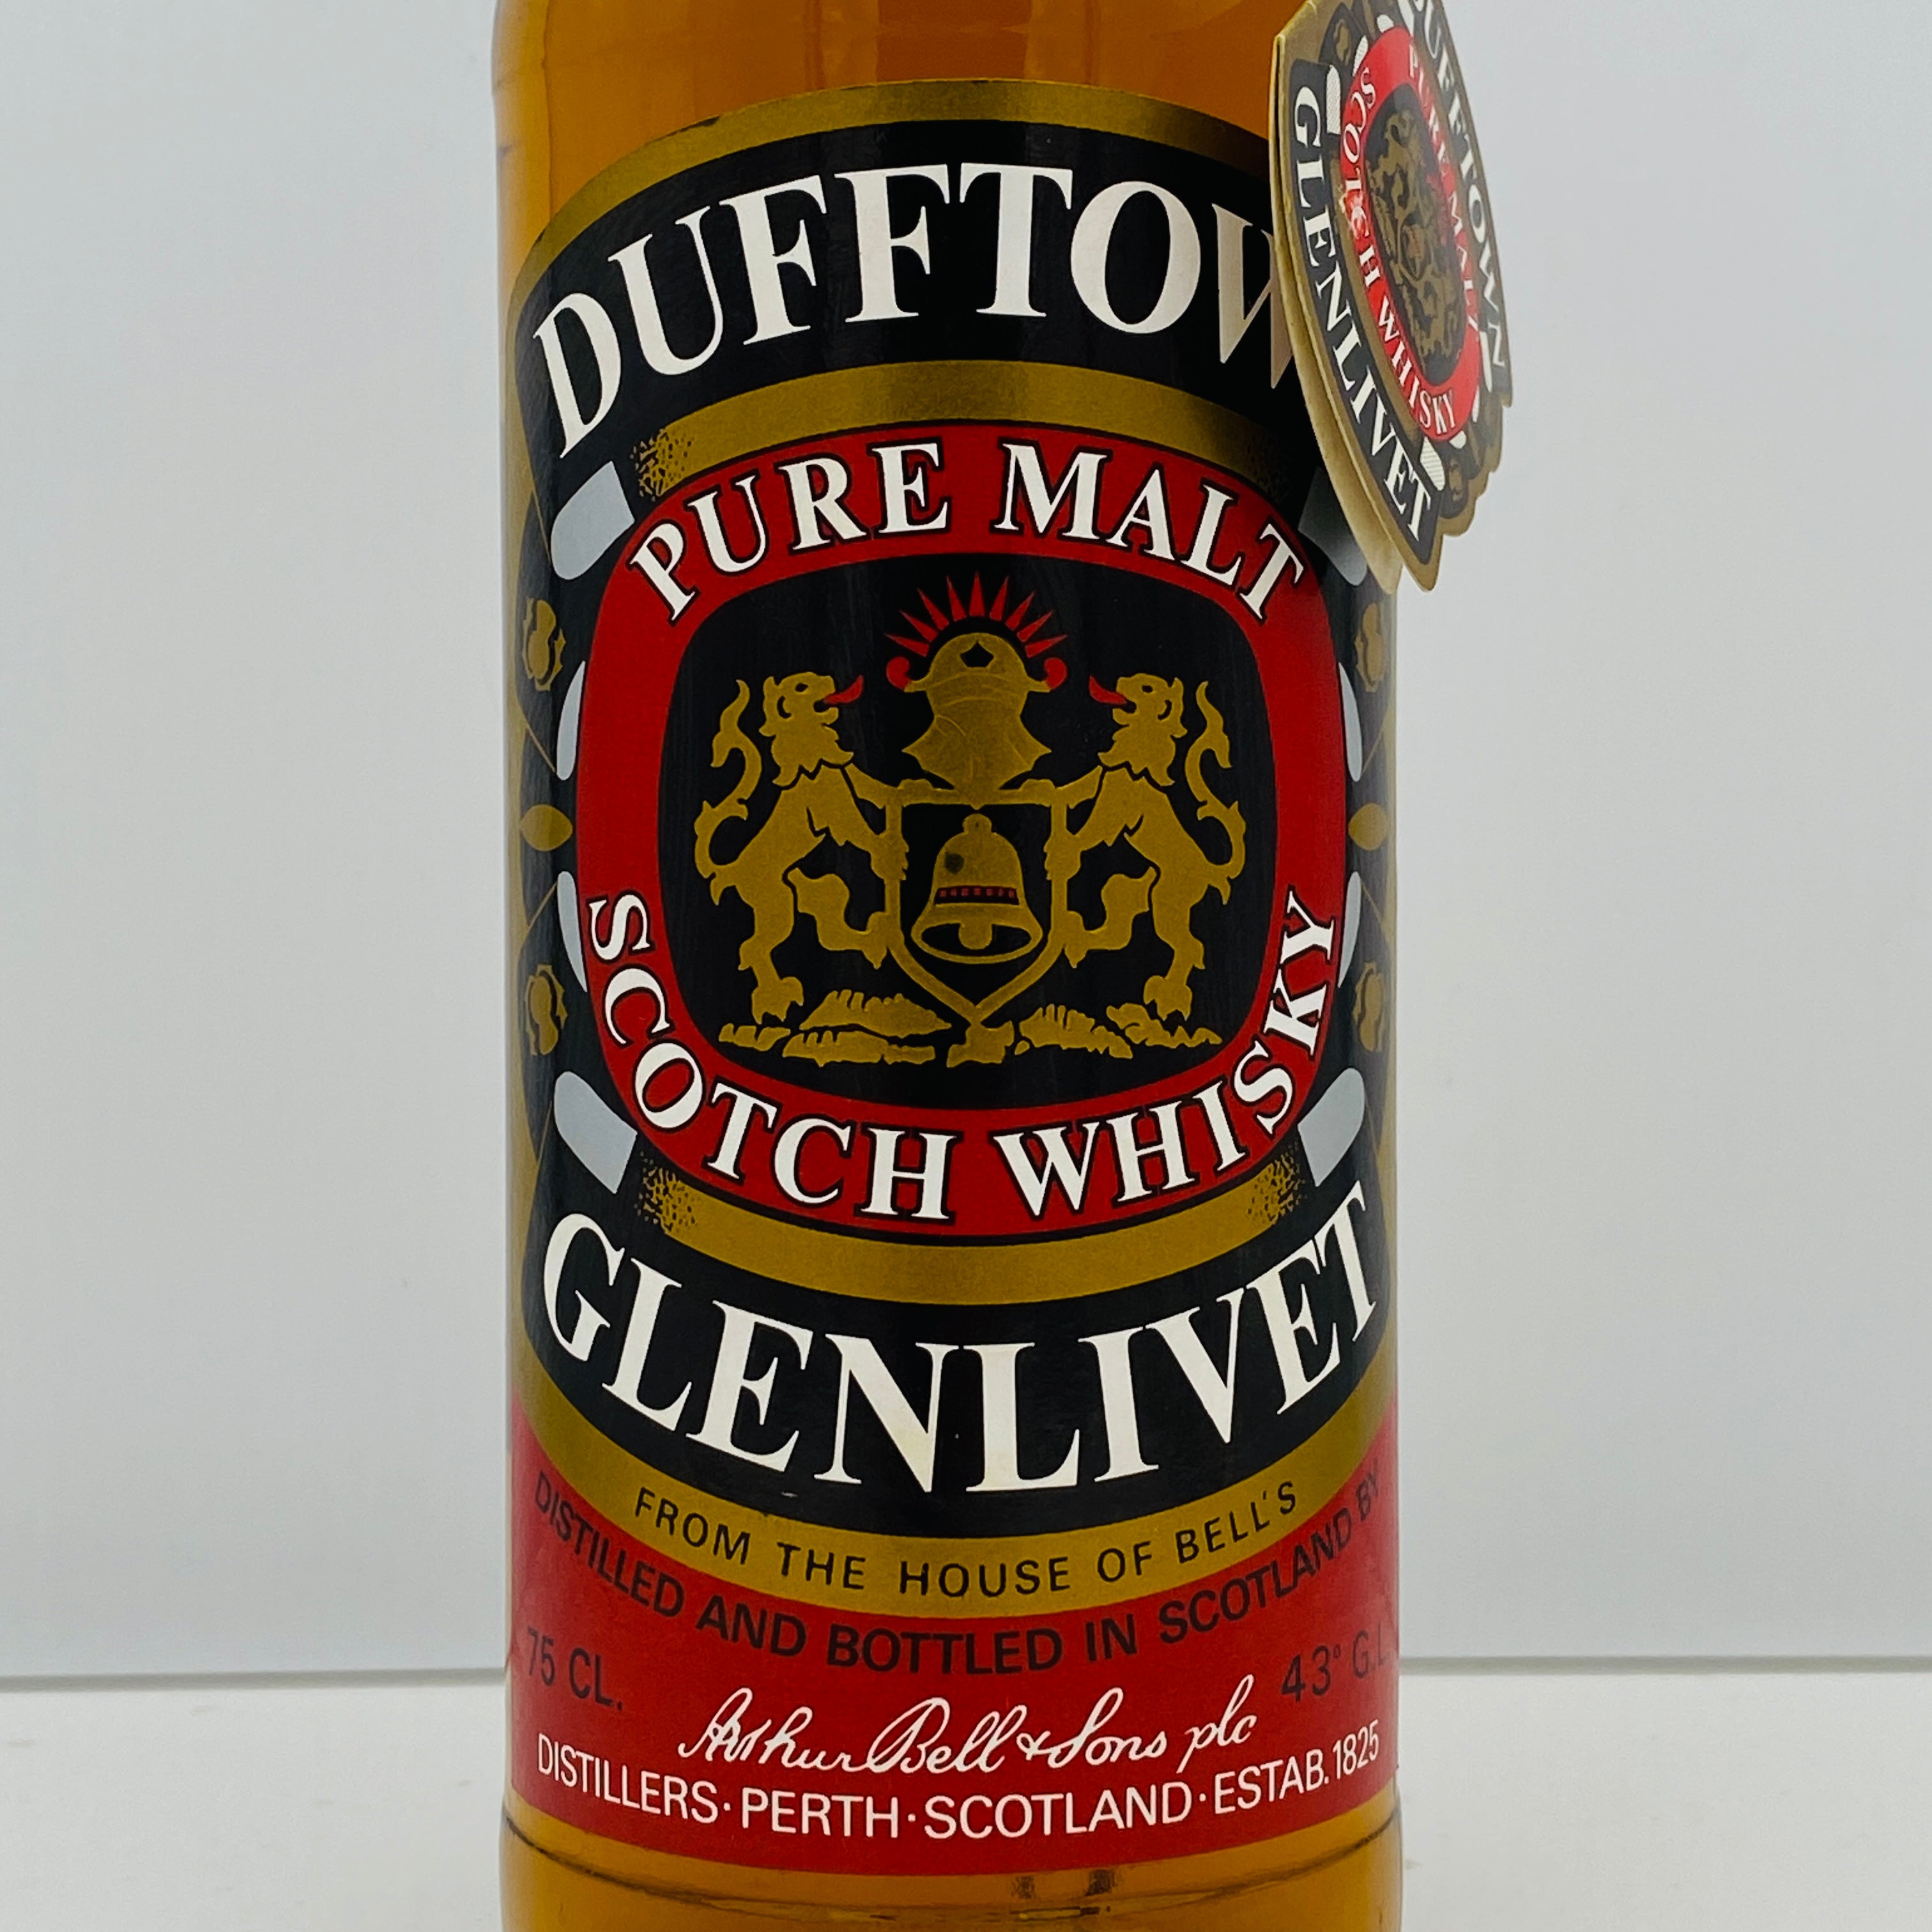 DUFFTOW
PURE MALT
SCOTCH WHISKY
GLENLIVET
FROM THE HOUSE OF BELL'S
DISTILLED AND BOTTLED IN SCOTLAND BY
75 CL.
43° G.L
Arthur Bell & Sons plc
DISTILLERS·PERTH·SCOTLAND·ESTAB.1825
DUFFTOWN
PURE MALT
SCOTCH WHISKY
GLENLIVET